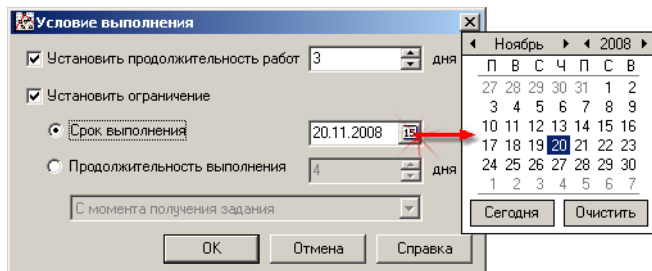 Условие выполнения
Установить продолжительность работ 3 дня
Установить ограничение
Срок выполнения 20.11.2008 15
Продолжительность выполнения 4 дня
С момента получения задания
ОК Отмена Справка
Ноябрь 2008
П В С Ч П С В
27 28 29 30 31 1 2
3 4 5 6 7 8 9
10 11 12 13 14 15 16
17 18 19 20 21 22 23
24 25 26 27 28 29 30
1 2 3 4 5 6 7
Сегодня Очистить